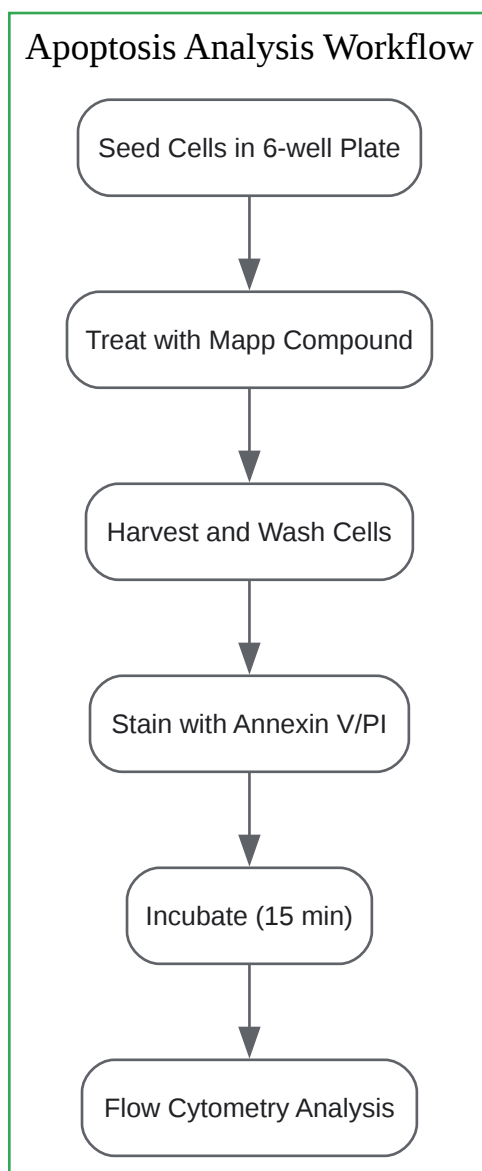 Apoptosis Analysis Workflow
Seed Cells in 6-well Plate
Treat with Mapp Compound
Harvest and Wash Cells
Stain with Annexin V/PI
Incubate (15 min)
Flow Cytometry Analysis